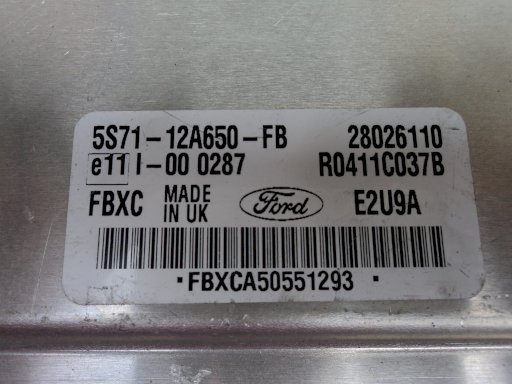 5S71-12A650-FB 28026110
e11 I-00 0287 R0411C037B
FBXC MADE IN UK Ford E2U9A
• FBXCA50551293 •